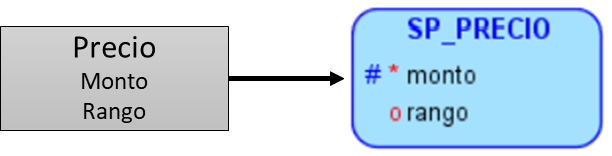 Precio
Monto
Rango
SP_PRECIO
# * monto
o rango